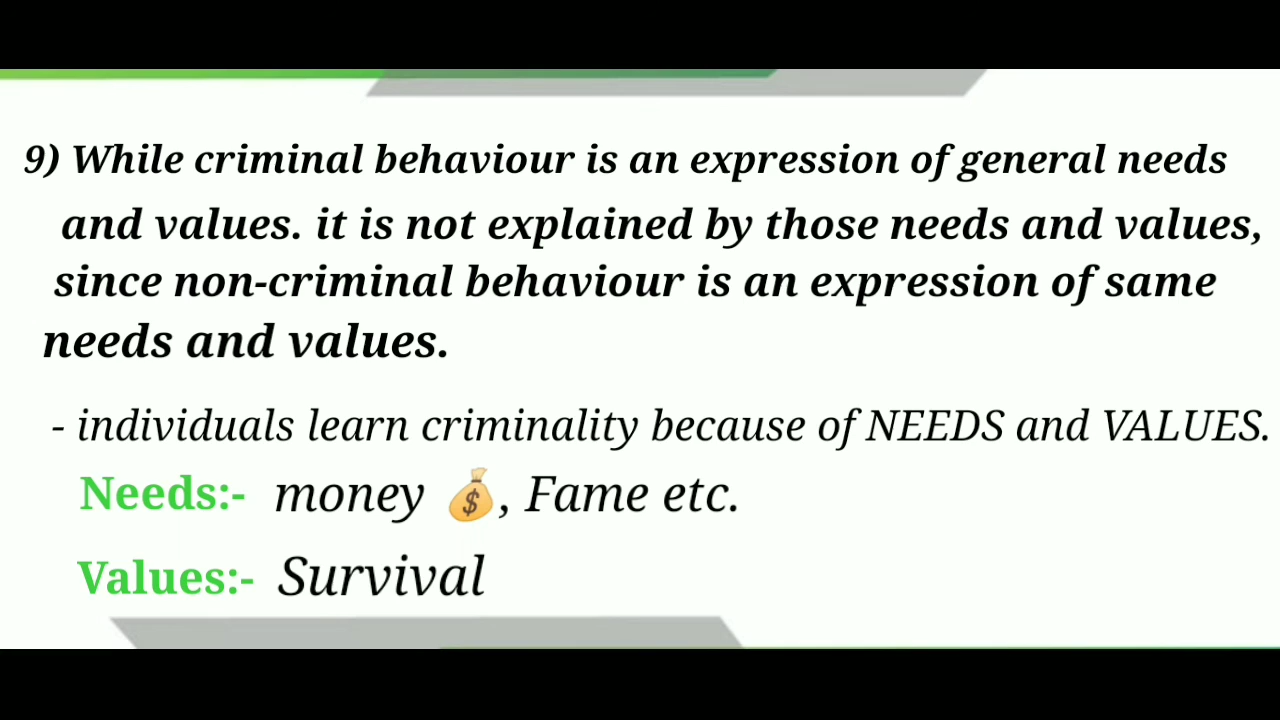 9) While criminal behaviour is an expression of general needs
and values. it is not explained by those needs and values,
since non-criminal behaviour is an expression of same
needs and values.
- individuals learn criminality because of NEEDS and VALUES.
Needs:- money 💰, Fame etc.
Values:- Survival